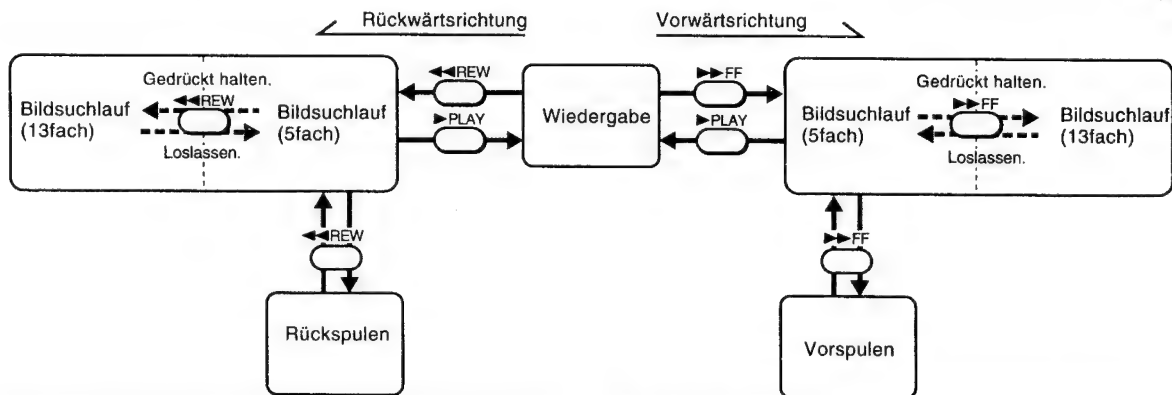 Rückwärtsrichtung
Vorwärtsrichtung
Gedrückt halten.
◄◄REW
Bildsuchlauf
(13fach)
Bildsuchlauf
(5fach)
Loslassen.
◄◄REW
►PLAY
Wiedergabe
►►FF
►PLAY
Gedrückt halten.
►►FF
Bildsuchlauf
(5fach)
Bildsuchlauf
(13fach)
Loslassen.
◄◄REW
►►FF
Rückspulen
Vorspulen